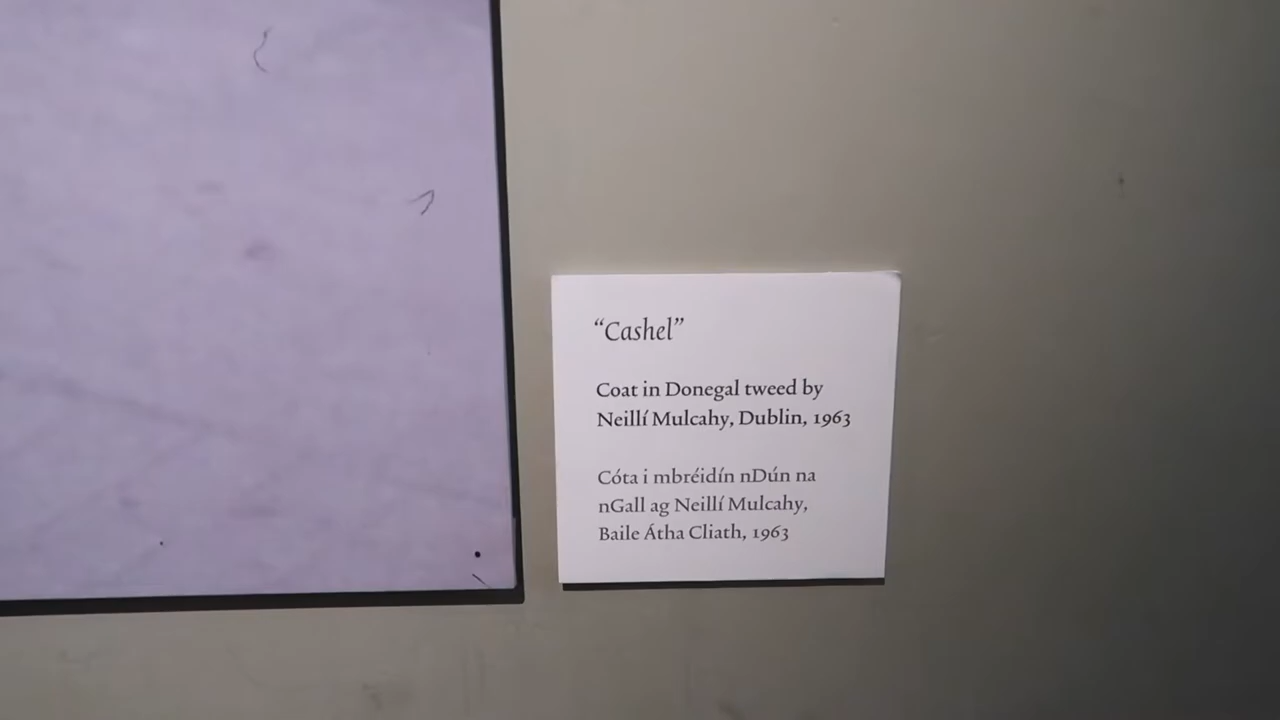 “Cashel”
Coat in Donegal tweed by
Neillí Mulcahy, Dublin, 1963
Cóta i mbréidín nDún na
nGall ag Neillí Mulcahy,
Baile Átha Cliath, 1963